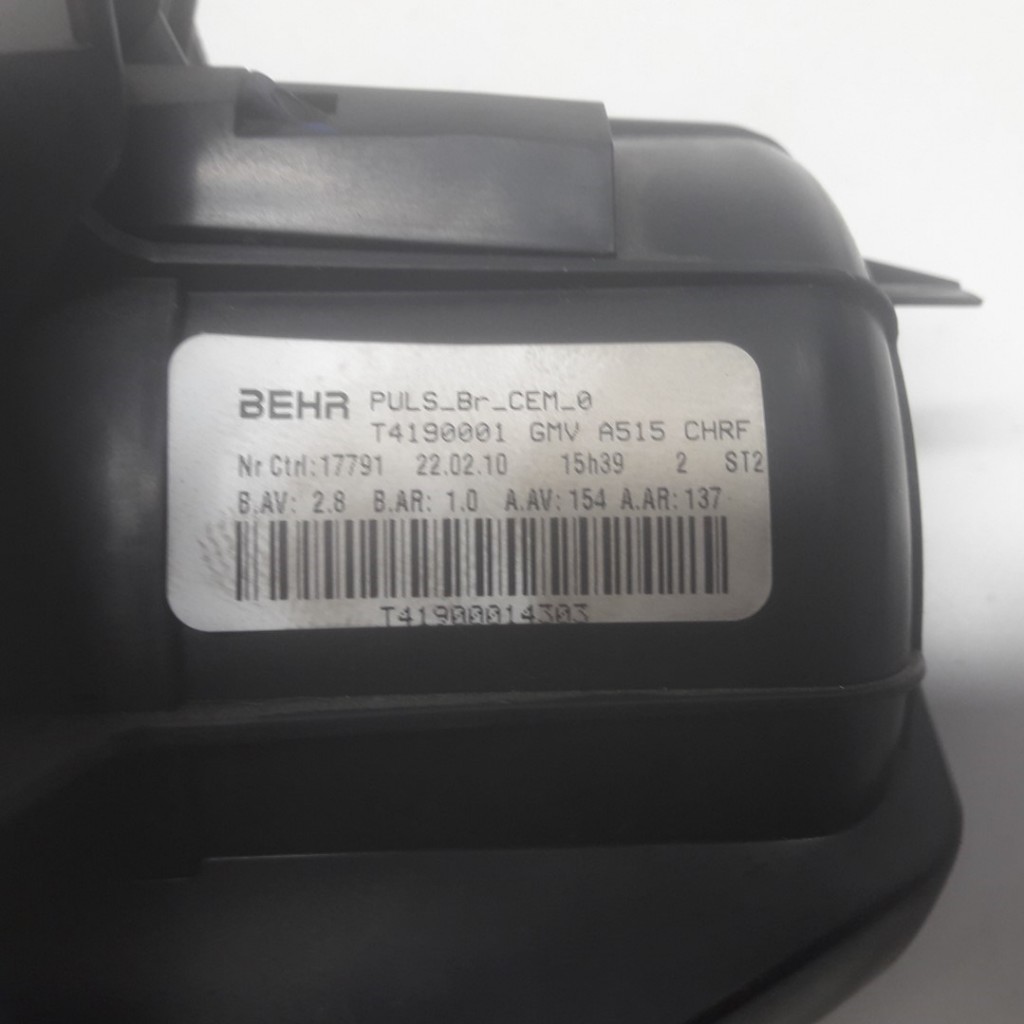 BEHR PULS_Br_CEM_0
T4190001 GMV A515 CHRF
Nr Ctrl:17791 22.02.10 15h39 2 ST2
B.AV: 2.8 B.AR: 1.0 A.AV:154 A.AR:137
T41900014303